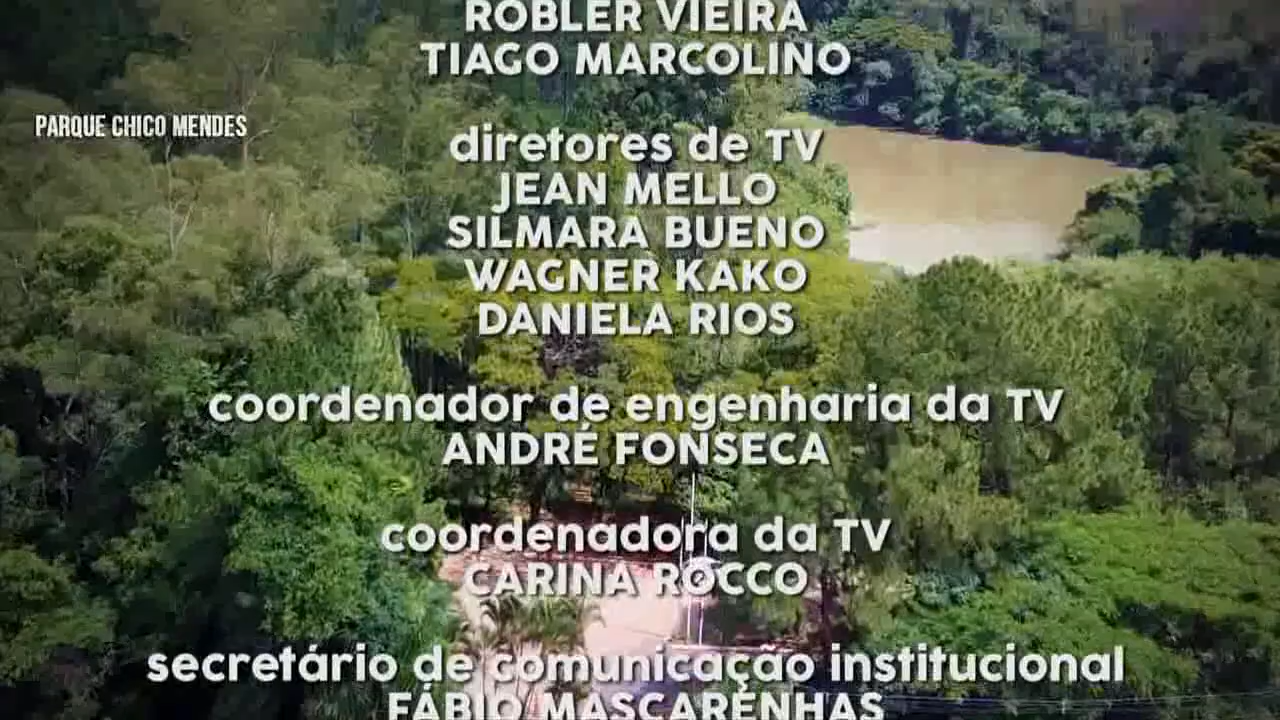 ROBLER VIEIRA
TIAGO MARCOLINO
PARQUE CHICO MENDES
diretores de TV
JEAN MELLO
SILMARA BUENO
WAGNER KAKO
DANIELA RIOS
coordenador de engenharia da TV
ANDRÉ FONSECA
coordenadora da TV
CARINA ROCCO
secretário de comunicação institucional
FÁBIO MASCARENHAS